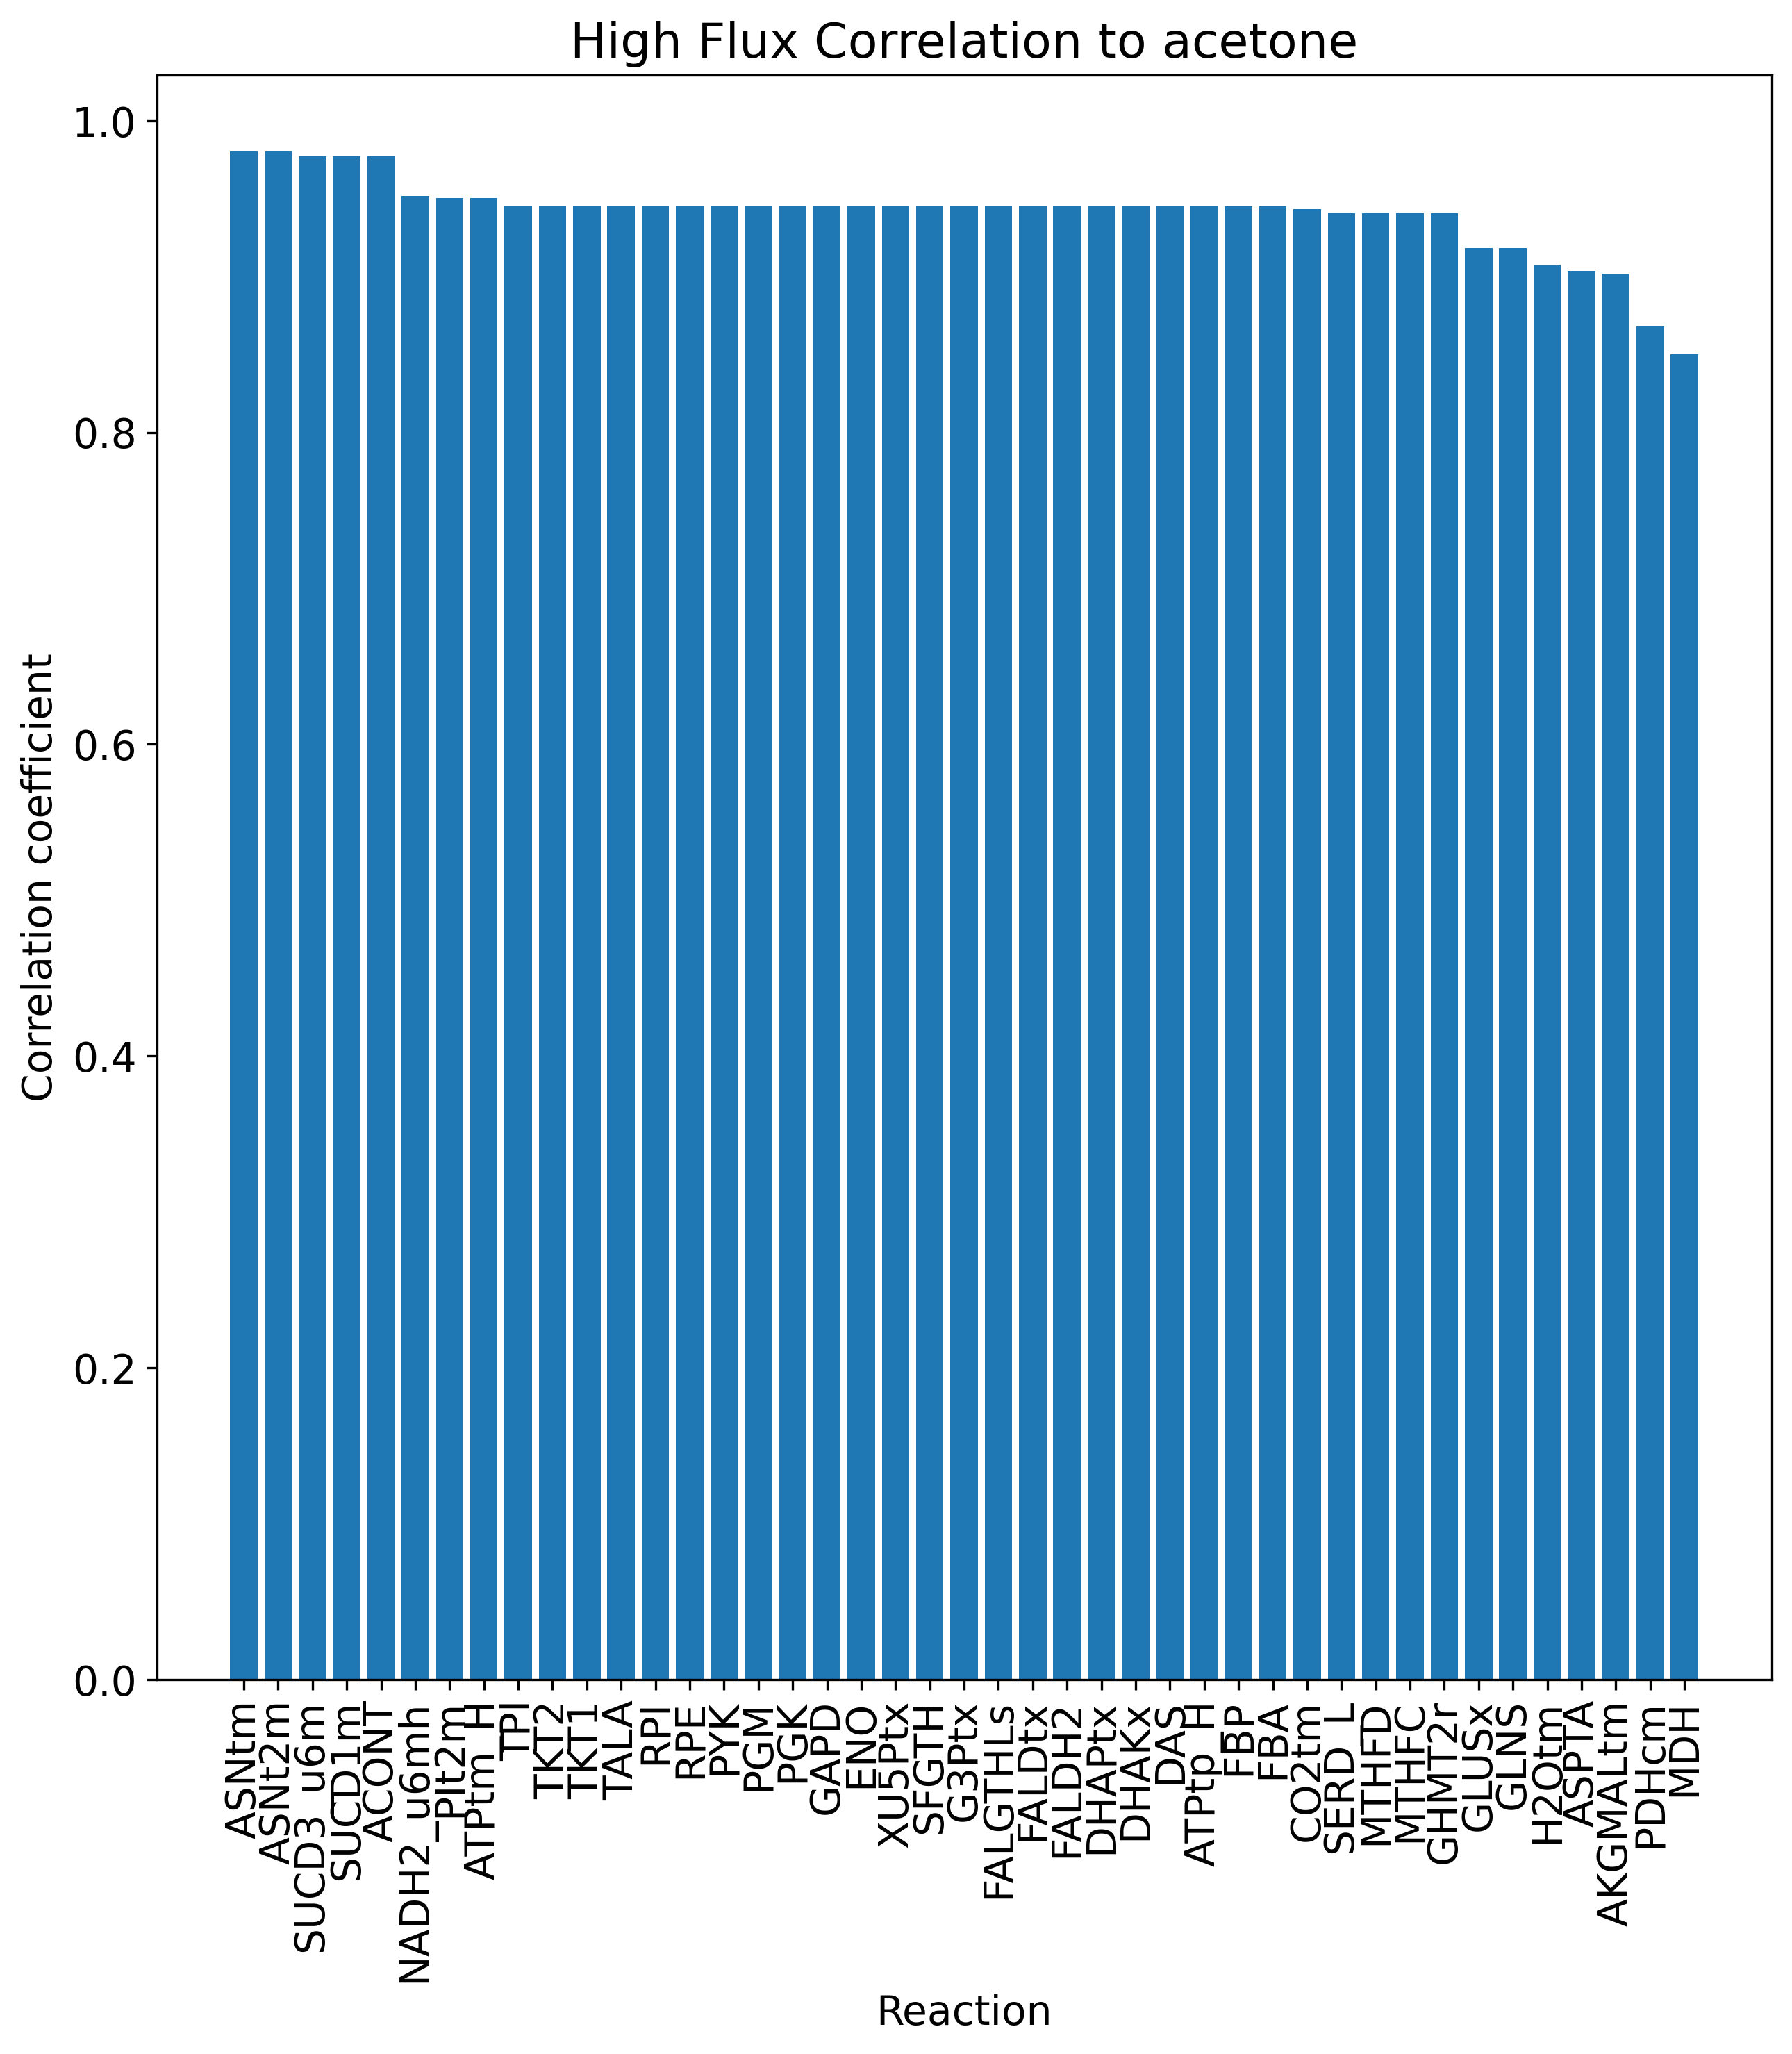 High Flux Correlation to acetone
Correlation coefficient
1.0
0.8
0.6
0.4
0.2
0.0
ASNtm
ASNt2m
SUCD3_u6m
SUCD1m
ACONT
NADH2_u6mh
_PIt2m
ATPtm_H
TPI
TKT2
TKT1
TALA
RPI
RPE
PYK
PGM
PGK
GAPD
ENO
XU5Ptx
SFGTH
G3Ptx
FALGTHLs
FALDtx
FALDH2
DHAPtx
DHAKx
DAS
ATPtp_H
FBP
FBA
CO2tm
SERD_L
MTHFD
MTHFC
GHMT2r
GLUSx
GLNS
H2Otm
ASPTA
AKGMALtm
PDHcm
MDH
Reaction